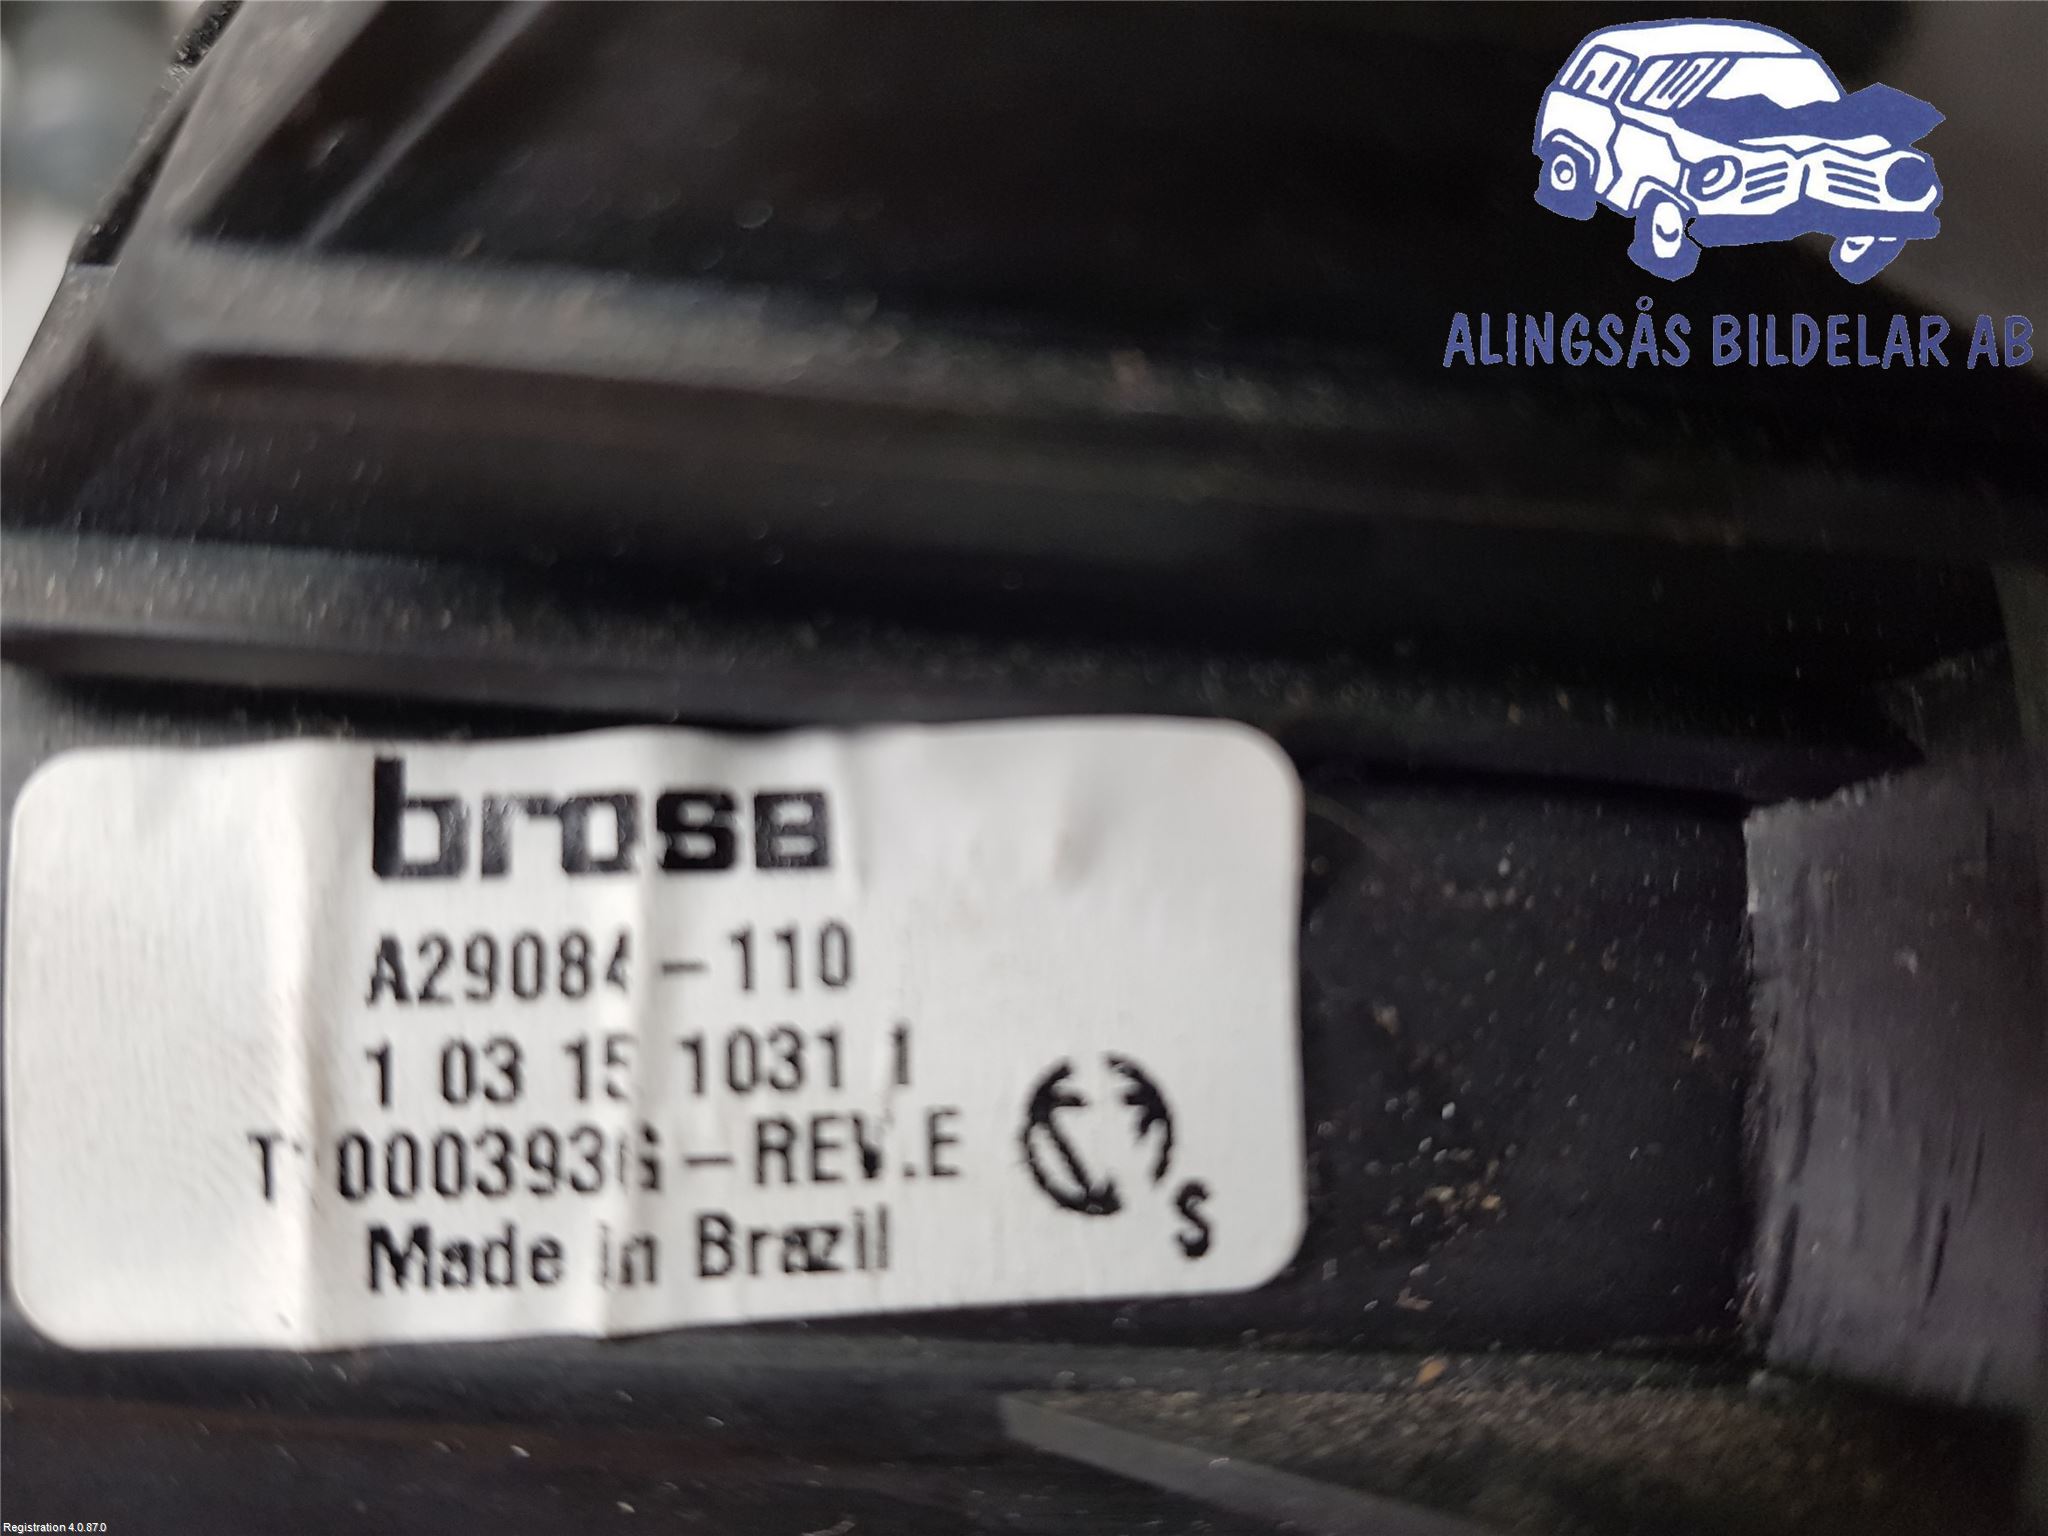 ALINGSÅS BILDELAR AB
brose
A29084-110
1 03 15 1031 1
-REV.E
Made in Brazil
S
Registration 4.0.87.0